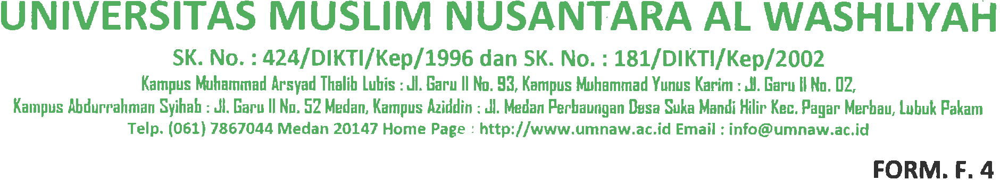 UNIVERSITAS MUSLIM NUSANTARA AL WASHLIYAH
SK. No. : 424/DIKTI/Kep/1996 dan SK. No. : 181/DIKTI/Kep/2002
Kampus Muhammad Arsyad Thalib Lubis : Jl. Garu II No. 93, Kampus Muhammad Yunus Karim : Jl. Garu II No. 02,
Kampus Abdurrahman Syihab : Jl. Garu II No. 52 Medan, Kampus Aziddin : Jl. Medan Perbaungan Desa Suka Mandi Hilir Kec. Pagar Merbau, Lubuk Pakam
Telp. (061) 7867044 Medan 20147 Home Page : http://www.umnaw.ac.id Email : info@umnaw.ac.id
FORM. F. 4